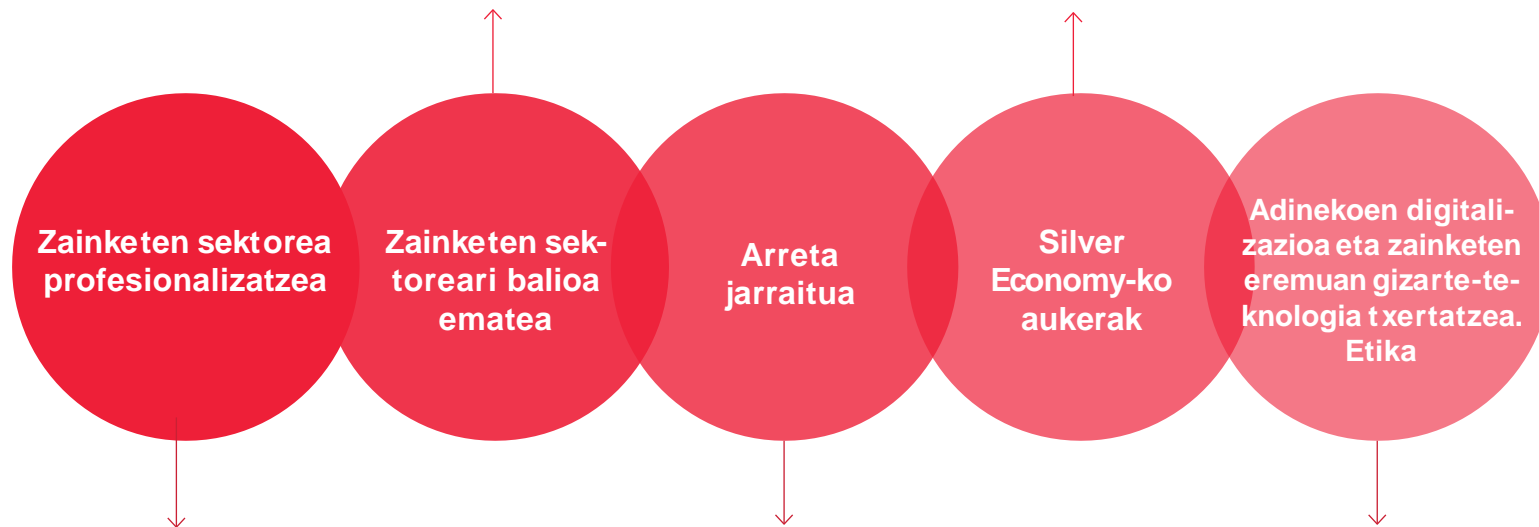 Zainketen sektorea
profesionalizatzea
Zainketen sek-
toreari balioa
ematea
Arreta
jarraitua
Silver
Economy-ko
aukerak
Adinekoen digitali-
zazioa eta zainketen
eremuan gizarte-te-
knologia txertatzea.
Etika